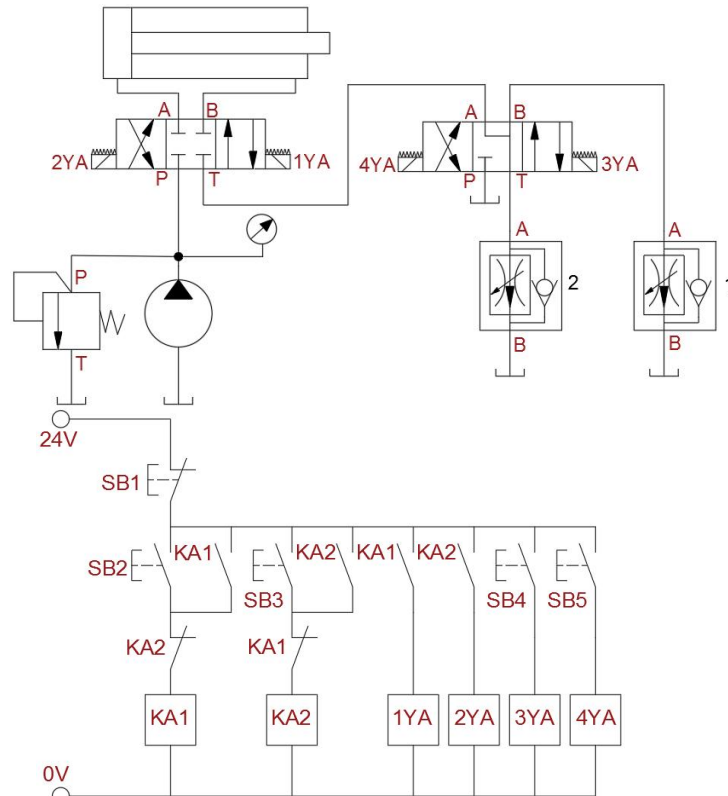 A B A B
2YA 1YA 4YA 3YA
P T P T
P
A A
2 1
T
B B
24V
SB1
SB2 KA1 SB3 KA2 KA1 KA2 SB4 SB5
KA2 KA1
KA1 KA2 1YA 2YA 3YA 4YA
0V